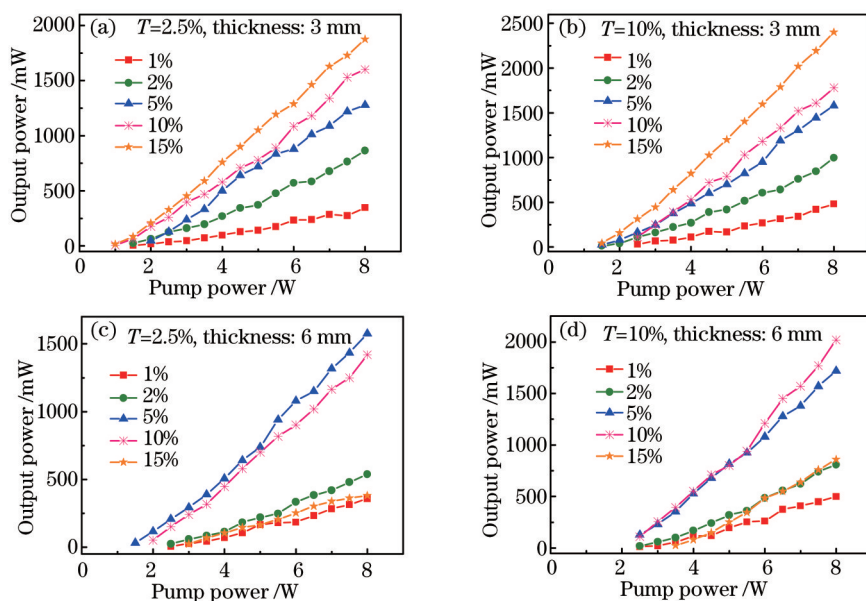 (a) T=2.5%, thickness: 3 mm
1%
2%
5%
10%
15%
2000
1500
1000
500
0
0 2 4 6 8
Output power /mW
Pump power /W
(b) T=10%, thickness: 3 mm
1%
2%
5%
10%
15%
2500
2000
1500
1000
500
0
0 2 4 6 8
Output power /mW
Pump power /W
(c) T=2.5%, thickness: 6 mm
1%
2%
5%
10%
15%
1500
1000
500
0
0 2 4 6 8
Output power /mW
Pump power /W
(d) T=10%, thickness: 6 mm
1%
2%
5%
10%
15%
2000
1500
1000
500
0
0 2 4 6 8
Output power /mW
Pump power /W